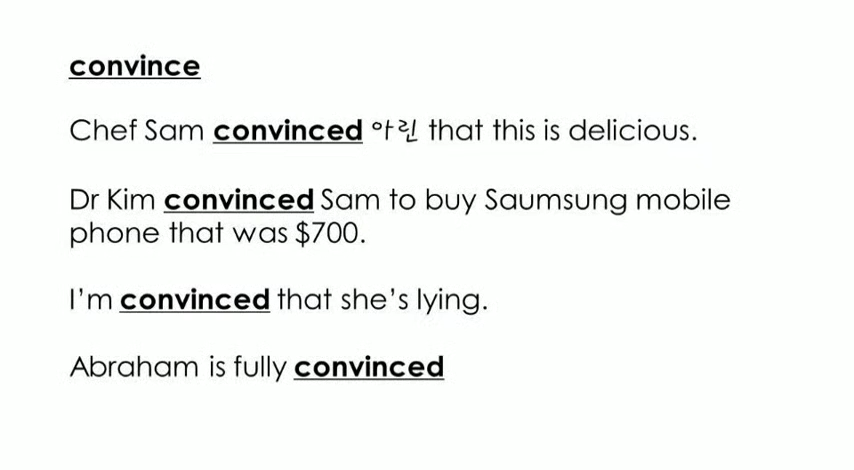 convince
Chef Sam convinced 아린 that this is delicious.
Dr Kim convinced Sam to buy Saumsung mobile
phone that was $700.
I'm convinced that she's lying.
Abraham is fully convinced